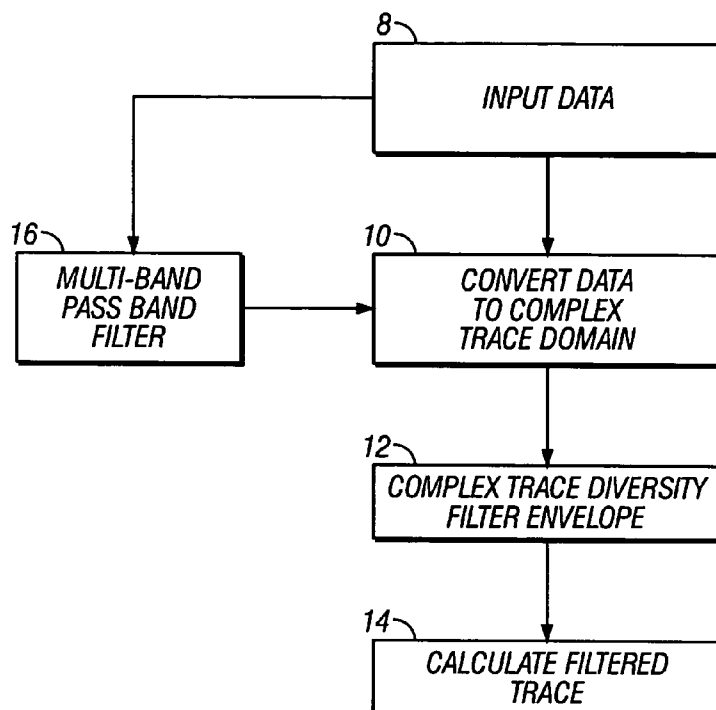 8
INPUT DATA
16
MULTI-BAND
PASS BAND
FILTER
10
CONVERT DATA
TO COMPLEX
TRACE DOMAIN
12
COMPLEX TRACE DIVERSITY
FILTER ENVELOPE
14
CALCULATE FILTERED
TRACE